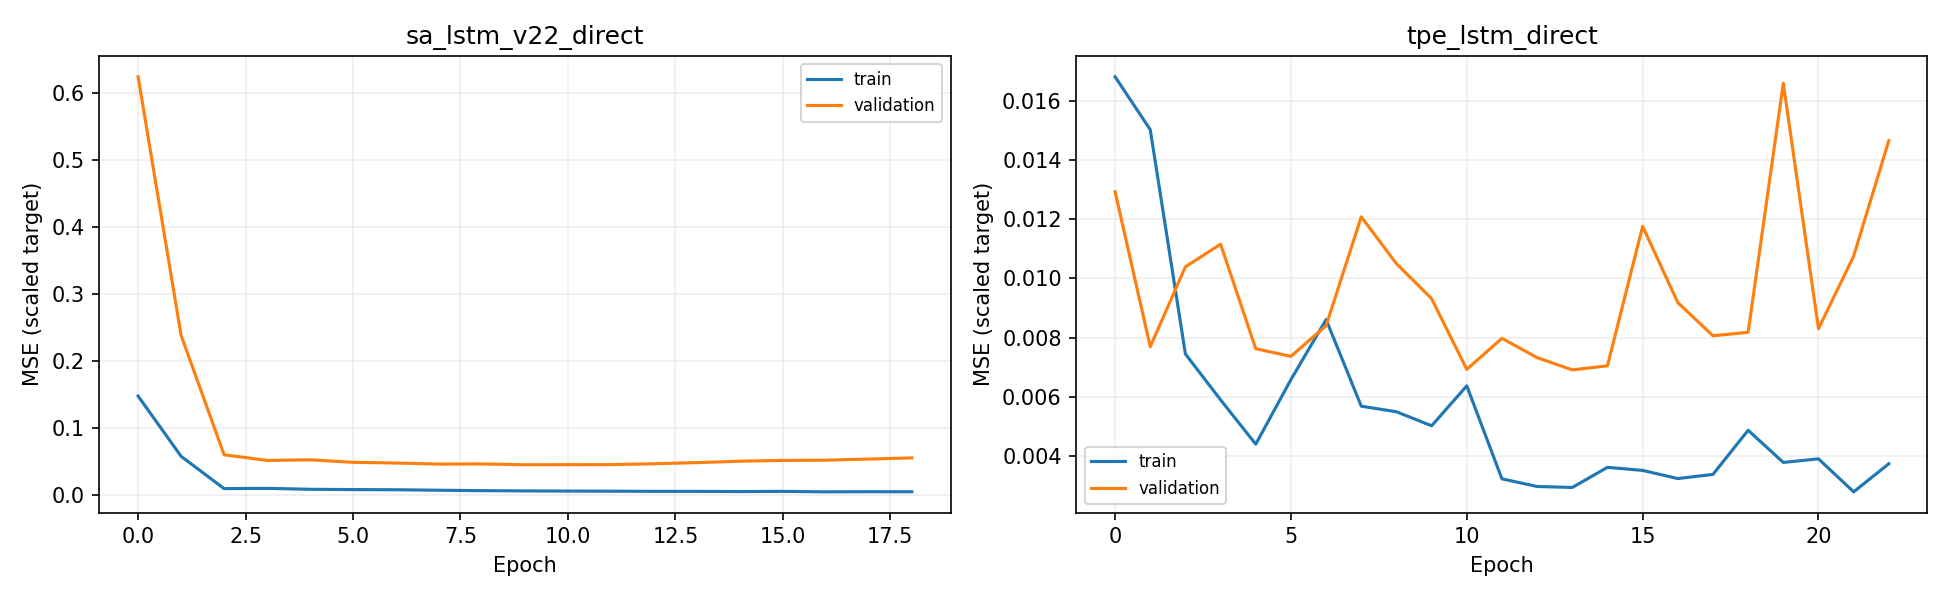 sa_lstm_v22_direct
train
validation
MSE (scaled target)
0.6
0.5
0.4
0.3
0.2
0.1
0.0
0.0 2.5 5.0 7.5 10.0 12.5 15.0 17.5
Epoch
tpe_lstm_direct
MSE (scaled target)
0.016
0.014
0.012
0.010
0.008
0.006
0.004
train
validation
0 5 10 15 20
Epoch